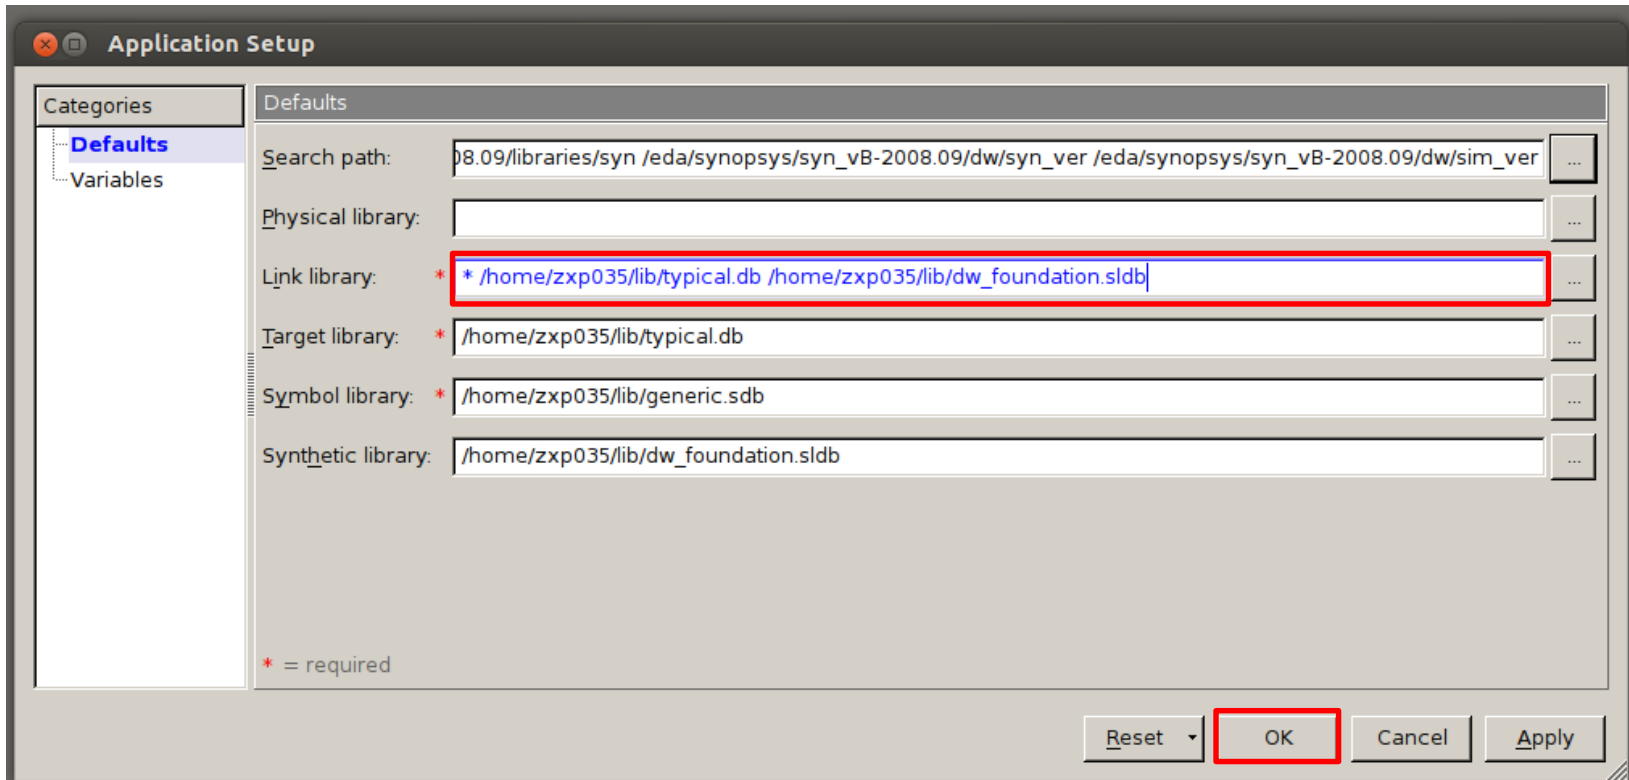 Application Setup
Categories
Defaults
Variables
Defaults
Search path: 08.09/libraries/syn /eda/synopsys/syn_vB-2008.09/dw/syn_ver /eda/synopsys/syn_vB-2008.09/dw/sim_ver ...
Physical library: ...
Link library: * * /home/zxp035/lib/typical.db /home/zxp035/lib/dw_foundation.sldb ...
Target library: * /home/zxp035/lib/typical.db ...
Symbol library: * /home/zxp035/lib/generic.sdb ...
Synthetic library: /home/zxp035/lib/dw_foundation.sldb ...
* = required
Reset OK Cancel Apply